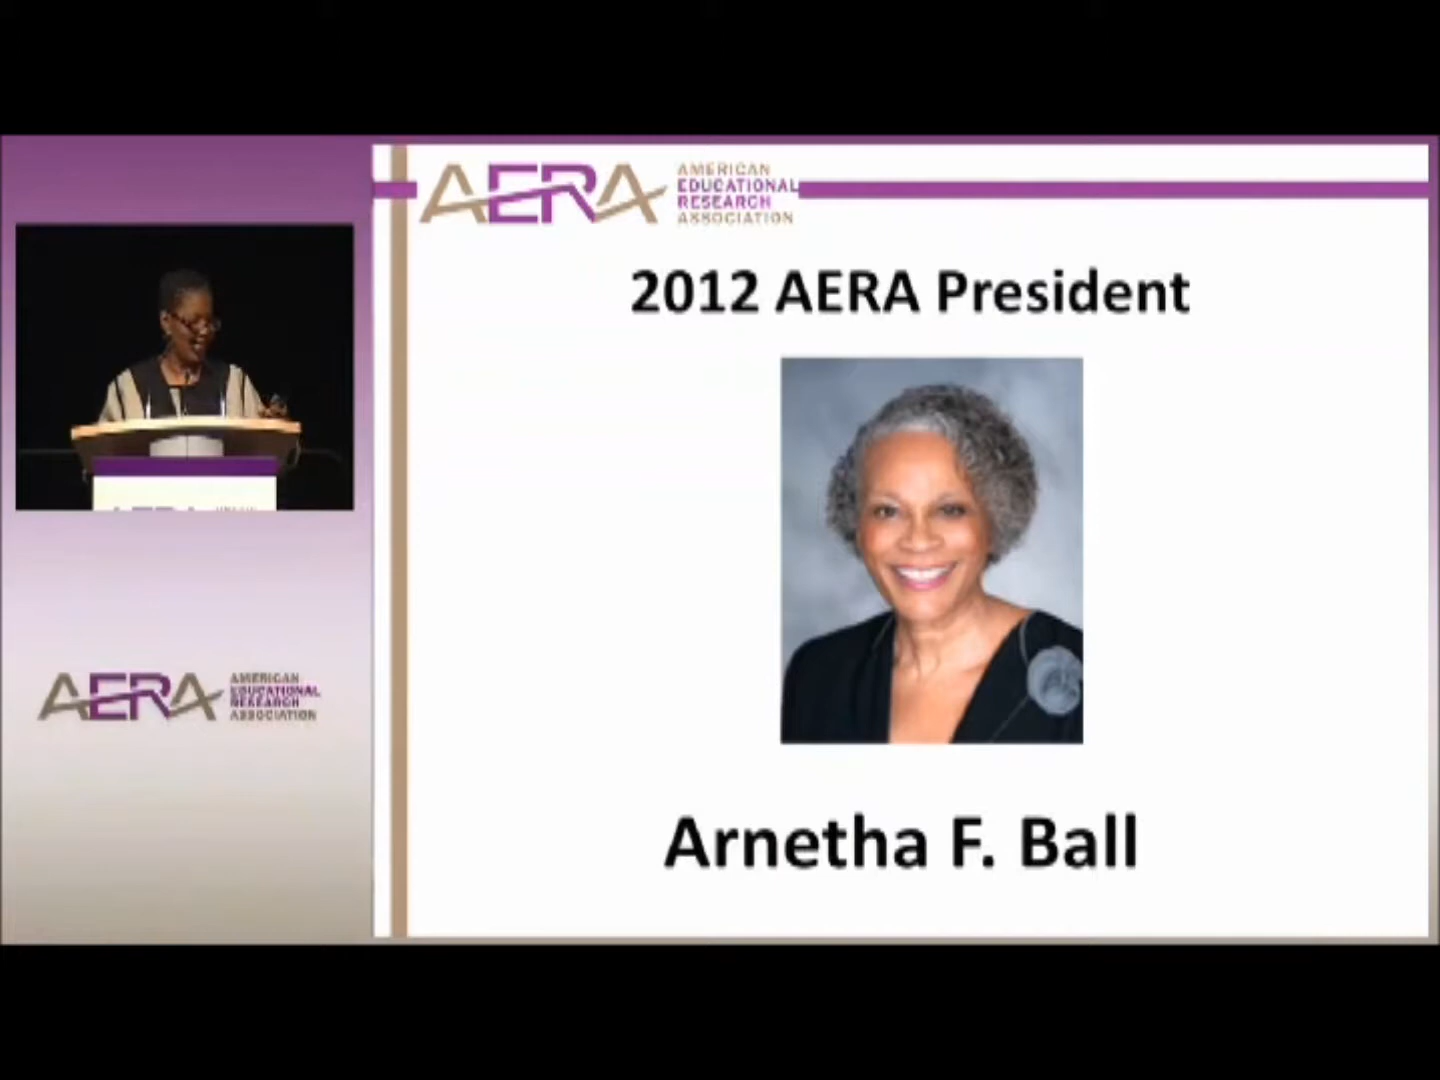 AERA
AMERICAN
EDUCATIONAL
RESEARCH
ASSOCIATION
2012 AERA President
Arnetha F. Ball
AERA
AMERICAN
EDUCATIONAL
RESEARCH
ASSOCIATION